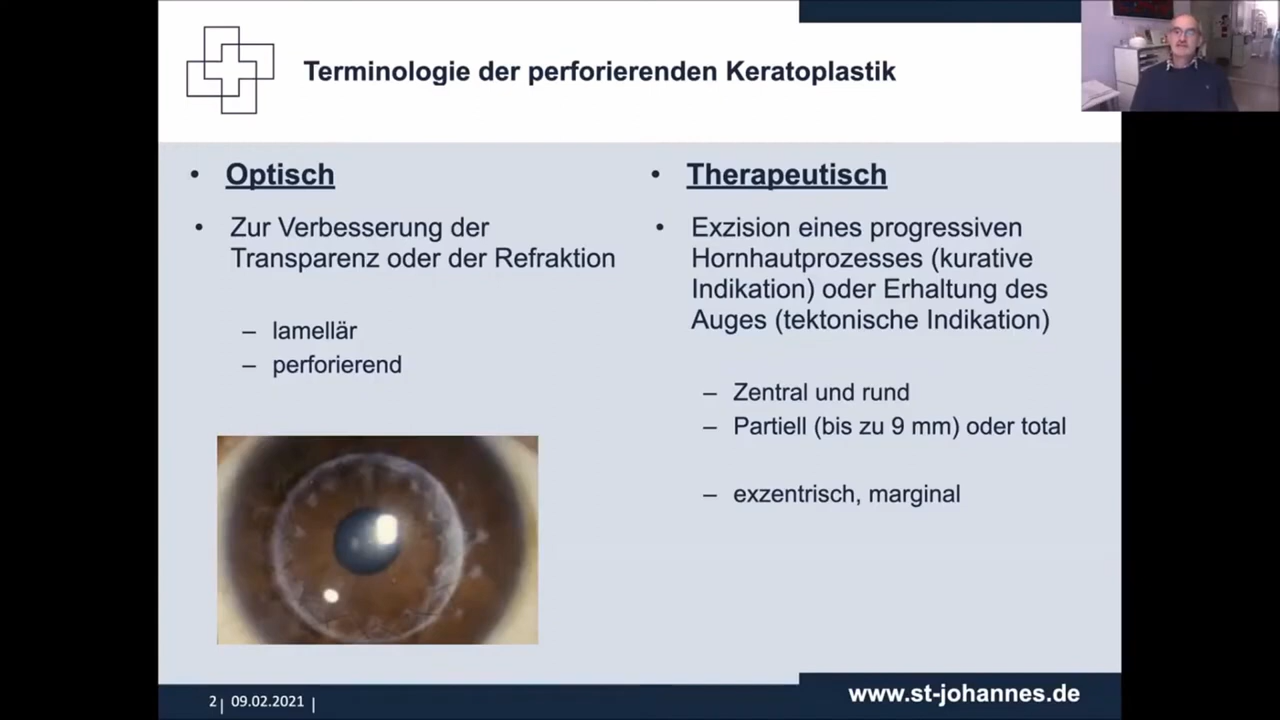 Terminologie der perforierenden Keratoplastik
• Optisch
• Zur Verbesserung der
Transparenz oder der Refraktion
– lamellär
– perforierend
• Therapeutisch
• Exzision eines progressiven
Hornhautprozesses (kurative
Indikation) oder Erhaltung des
Auges (tektonische Indikation)
– Zentral und rund
– Partiell (bis zu 9 mm) oder total
– exzentrisch, marginal
2 | 09.02.2021 |
www.st-johannes.de